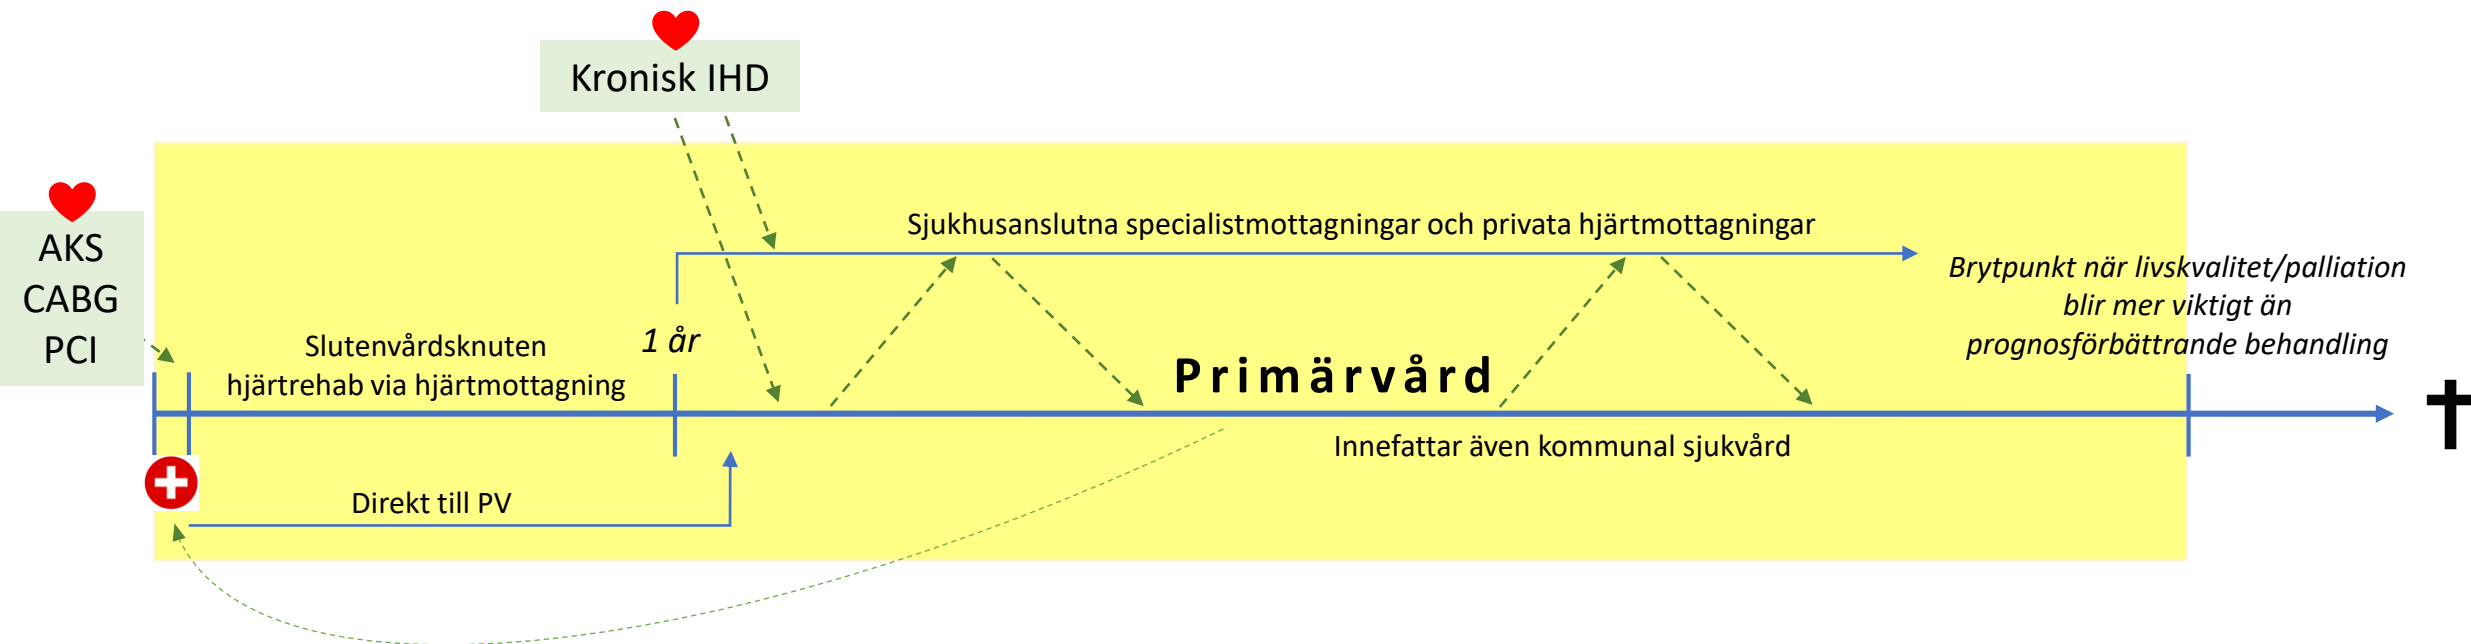 Kronisk IHD
AKS
CABG
PCI
Sjukhusanslutna specialistmottagningar och privata hjärtmottagningar
Brytpunkt när livskvalitet/palliation
blir mer viktigt än
prognosförbättrande behandling
Slutenvårdsknuten
hjärtrehab via hjärtmottagning
1 år
Primärvård
Innefattar även kommunal sjukvård
Direkt till PV